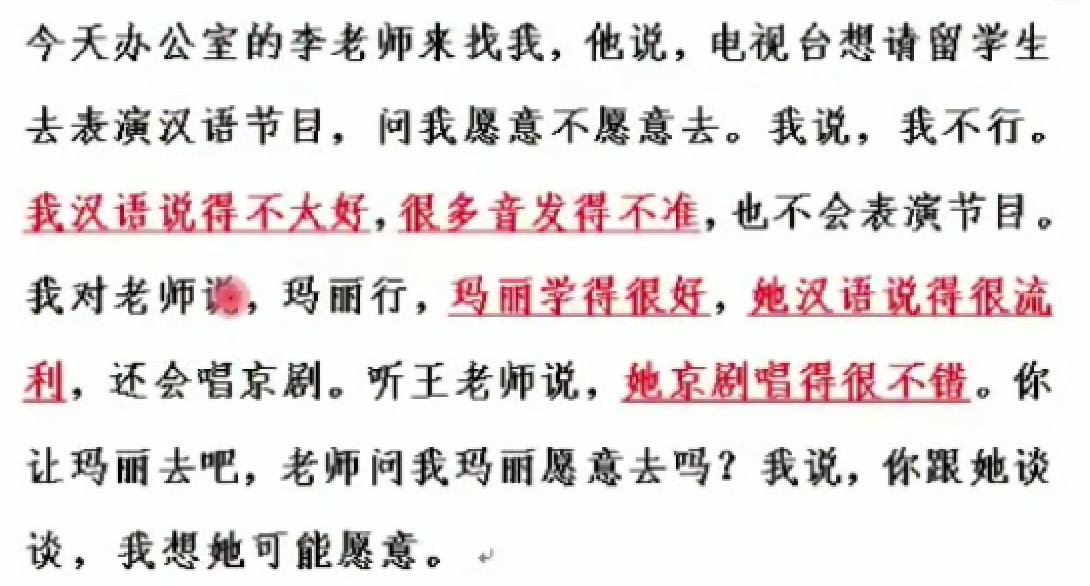 今天办公室的李老师来找我，他说，电视台想请留学生
去表演汉语节目，问我愿意不愿意去。我说，我不行。
我汉语说得不太好，很多音发得不准，也不会表演节目。
我对老师说，玛丽行，玛丽学得很好，她汉语说得很流
利，还会唱京剧。听王老师说，她京剧唱得很不错。你
让玛丽去吧，老师问我玛丽愿意去吗？我说，你跟她谈
谈，我想她可能愿意。